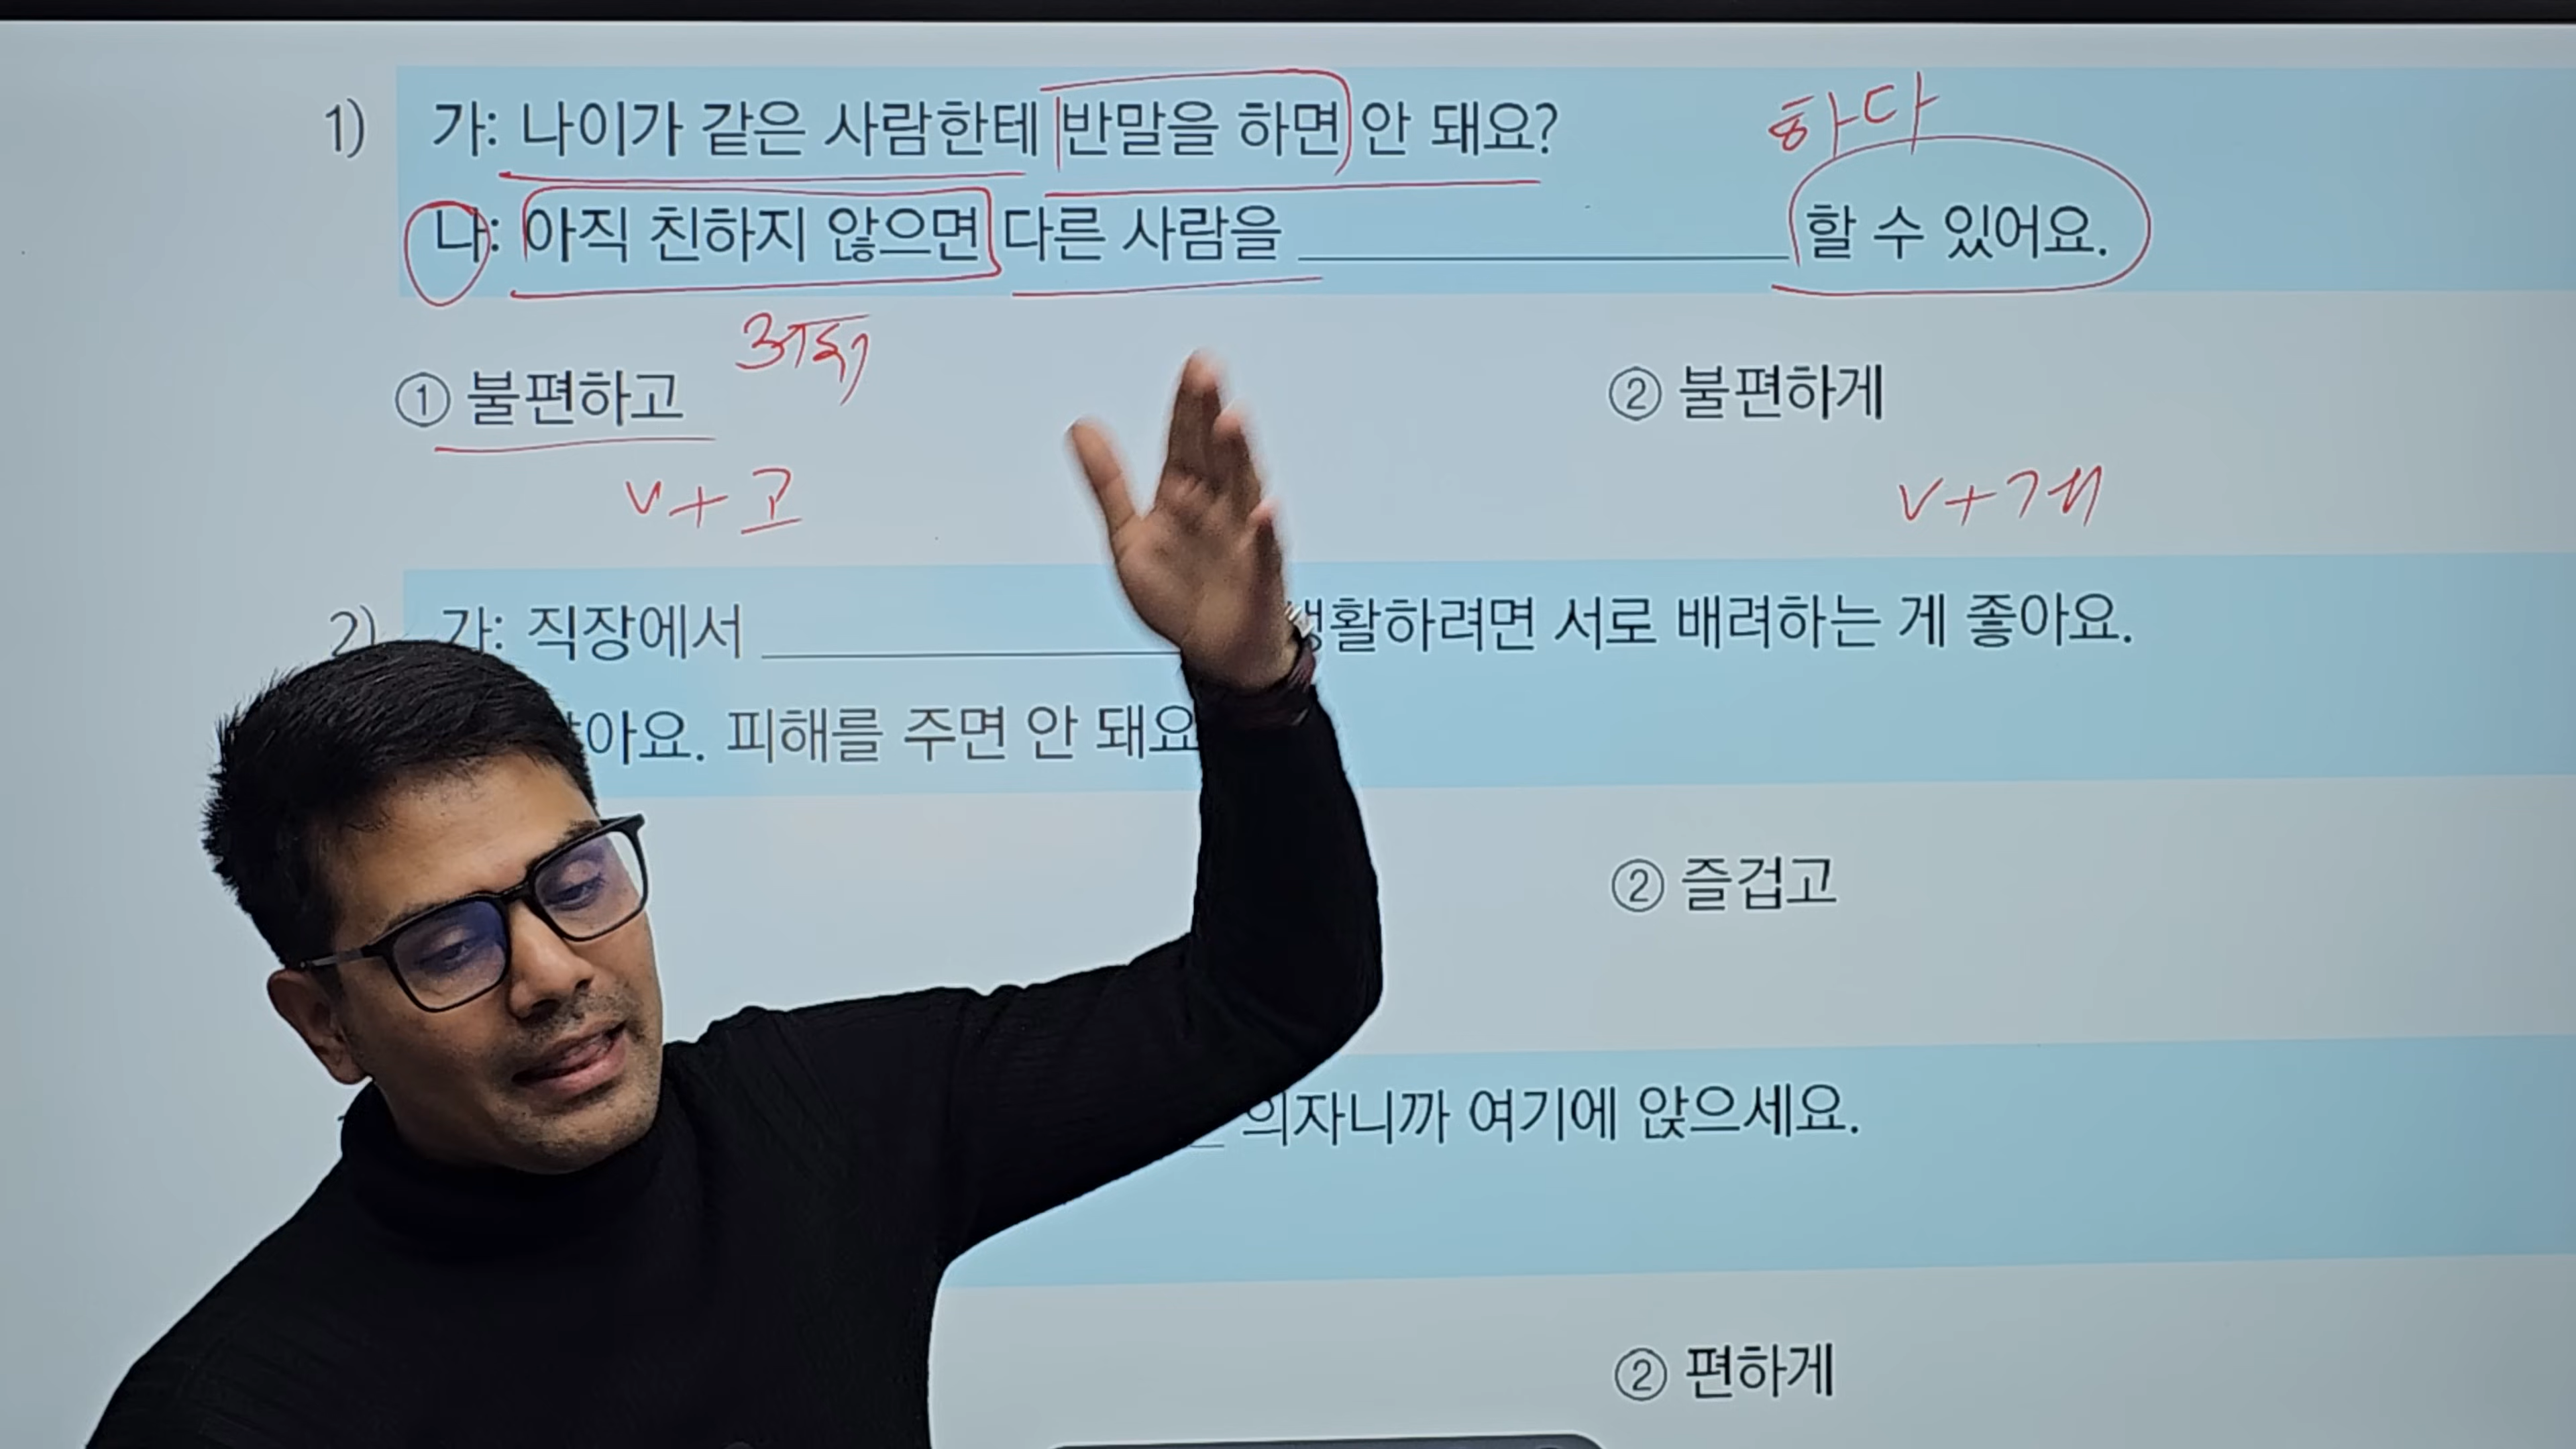 하다
1) 가: 나이가 같은 사람한테 반말을 하면 안 돼요?
나: 아직 친하지 않으면 다른 사람을 할 수 있어요.
① 불편하고 ② 불편하게
v + 고 v + 게
2) 가: 직장에서 생활하려면 서로 배려하는 게 좋아요.
아요. 피해를 주면 안 돼요
② 즐겁고
의자니까 여기에 앉으세요.
② 편하게